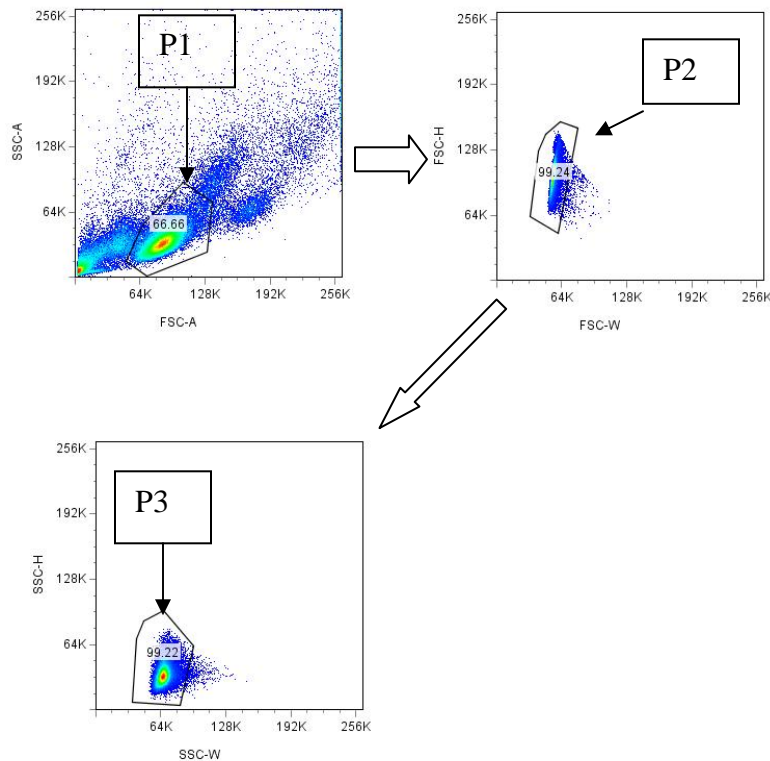 256K
192K
128K
64K
SSC-A
P1
66.66
64K 128K 192K 256K
FSC-A
256K
192K
128K
64K
FSC-H
P2
99.24
64K 128K 192K 256K
FSC-W
256K
192K
128K
64K
SSC-H
P3
99.22
64K 128K 192K 256K
SSC-W